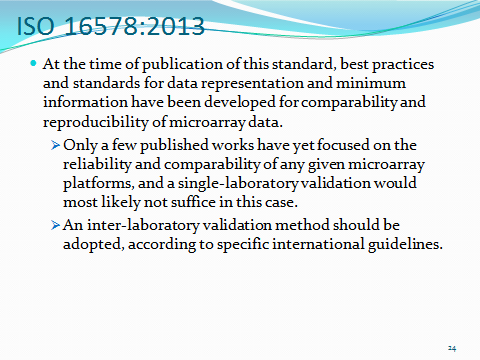 ISO 16578:2013
At the time of publication of this standard, best practices
and standards for data representation and minimum
information have been developed for comparability and
reproducibility of microarray data.
Only a few published works have yet focused on the
reliability and comparability of any given microarray
platforms, and a single-laboratory validation would
most likely not suffice in this case.
An inter-laboratory validation method should be
adopted, according to specific international guidelines.
24